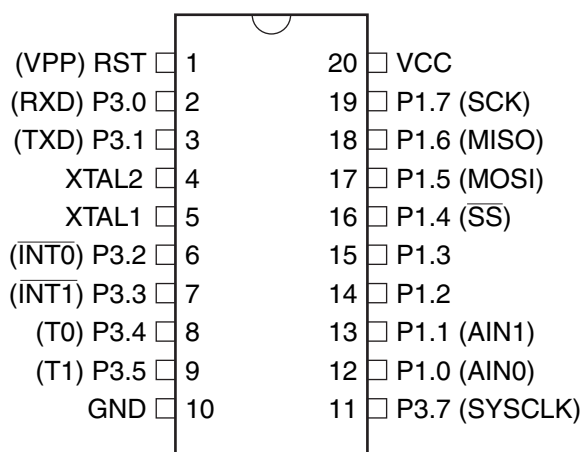 (VPP) RST 1 20 VCC
(RXD) P3.0 2 19 P1.7 (SCK)
(TXD) P3.1 3 18 P1.6 (MISO)
XTAL2 4 17 P1.5 (MOSI)
XTAL1 5 16 P1.4 (S̅S̅)
(I̅N̅T̅0̅) P3.2 6 15 P1.3
(I̅N̅T̅1̅) P3.3 7 14 P1.2
(T0) P3.4 8 13 P1.1 (AIN1)
(T1) P3.5 9 12 P1.0 (AIN0)
GND 10 11 P3.7 (SYSCLK)